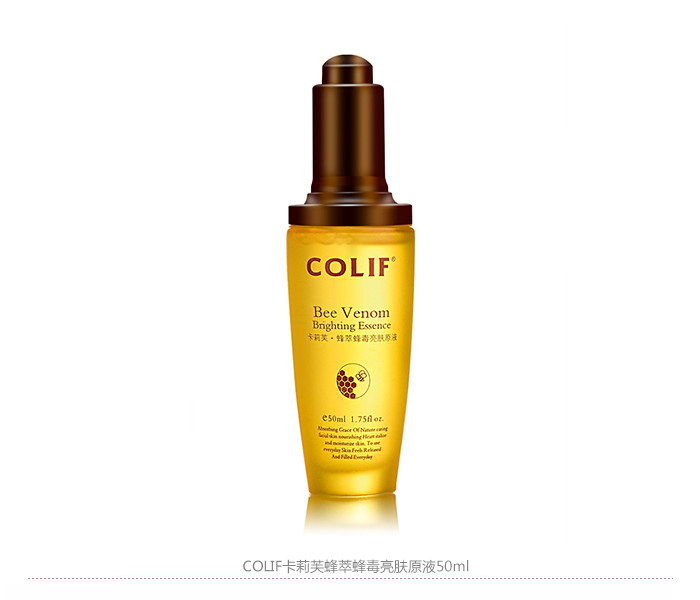 COLIF®
Bee Venom
Brighting Essence
卡莉芙·蜂萃蜂毒亮肤原液
e50ml 1.75fl oz.
Absorbing Grace Of Nature caring
facial skin nourishing Heart
and moisturize skin. To use
everyday Skin Feels Released
And Filled Everyday
COLIF卡莉芙蜂萃蜂毒亮肤原液50ml